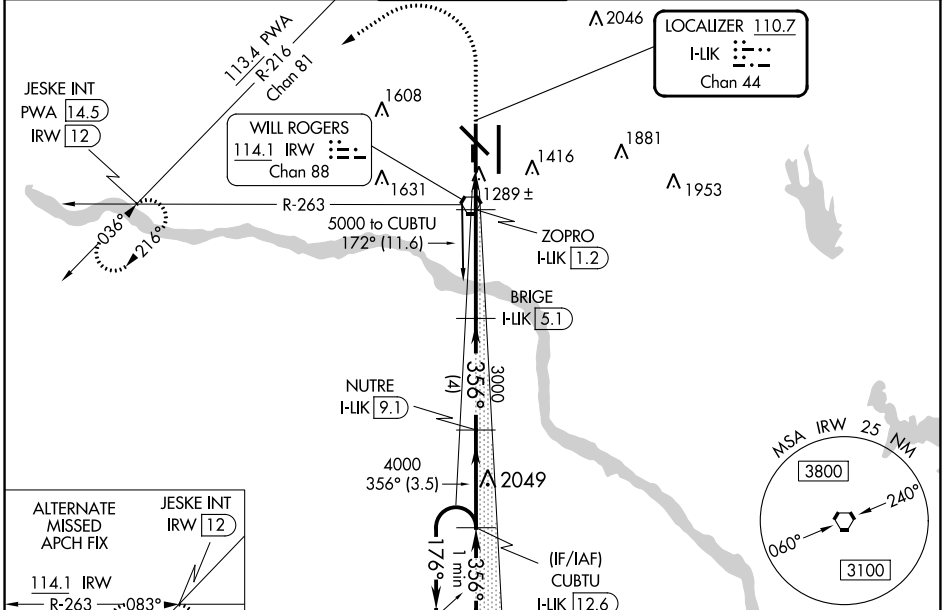 113.4 PWA
R-216
Chan 81
2046
LOCALIZER 110.7
I-LIK
Chan 44
JESKE INT
PWA 14.5
IRW 12
1608
WILL ROGERS
114.1 IRW
Chan 88
1631
1416
1881
1953
1289 ±
R-263
036°
216°
5000 to CUBTU
172° (11.6)
ZOPRO
I-LIK 1.2
BRIGE
I-LIK 5.1
3000
356°
(4)
NUTRE
I-LIK 9.1
4000
356° (3.5)
2049
MSA IRW 25 NM
3800
240°
060°
3100
ALTERNATE
MISSED
APCH FIX
JESKE INT
IRW 12
114.1 IRW
R-263
083°
176°
1 min
356°
(IF/IAF)
CUBTU
I-LIK 12.6